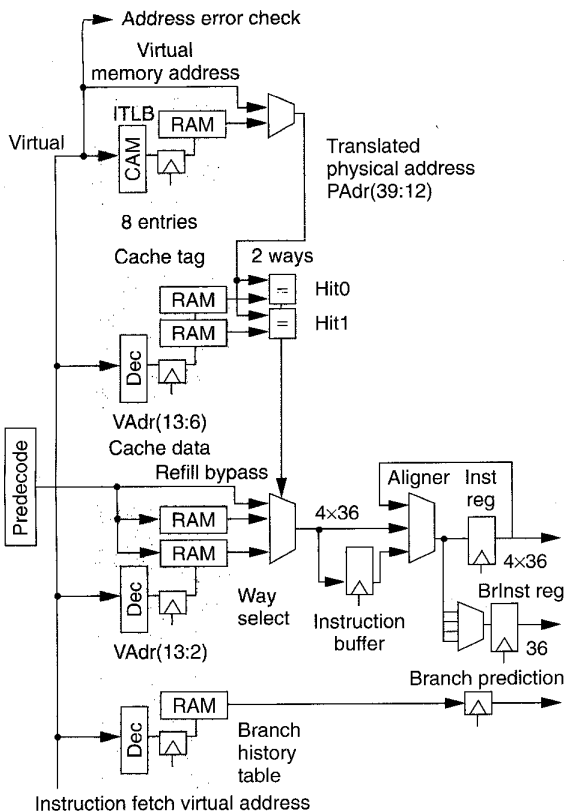 Address error check
Virtual
memory address
ITLB
RAM
Virtual
CAM
Translated
physical address
PAdr(39:12)
8 entries
Cache tag
2 ways
RAM
=
Hit0
RAM
=
Hit1
Dec
VAdr(13:6)
Cache data
Predecode
Refill bypass
Aligner
Inst
reg
RAM
4×36
RAM
4×36
Dec
Way
select
Instruction
buffer
BrInst reg
36
VAdr(13:2)
Branch prediction
RAM
Dec
Branch
history
table
Instruction fetch virtual address